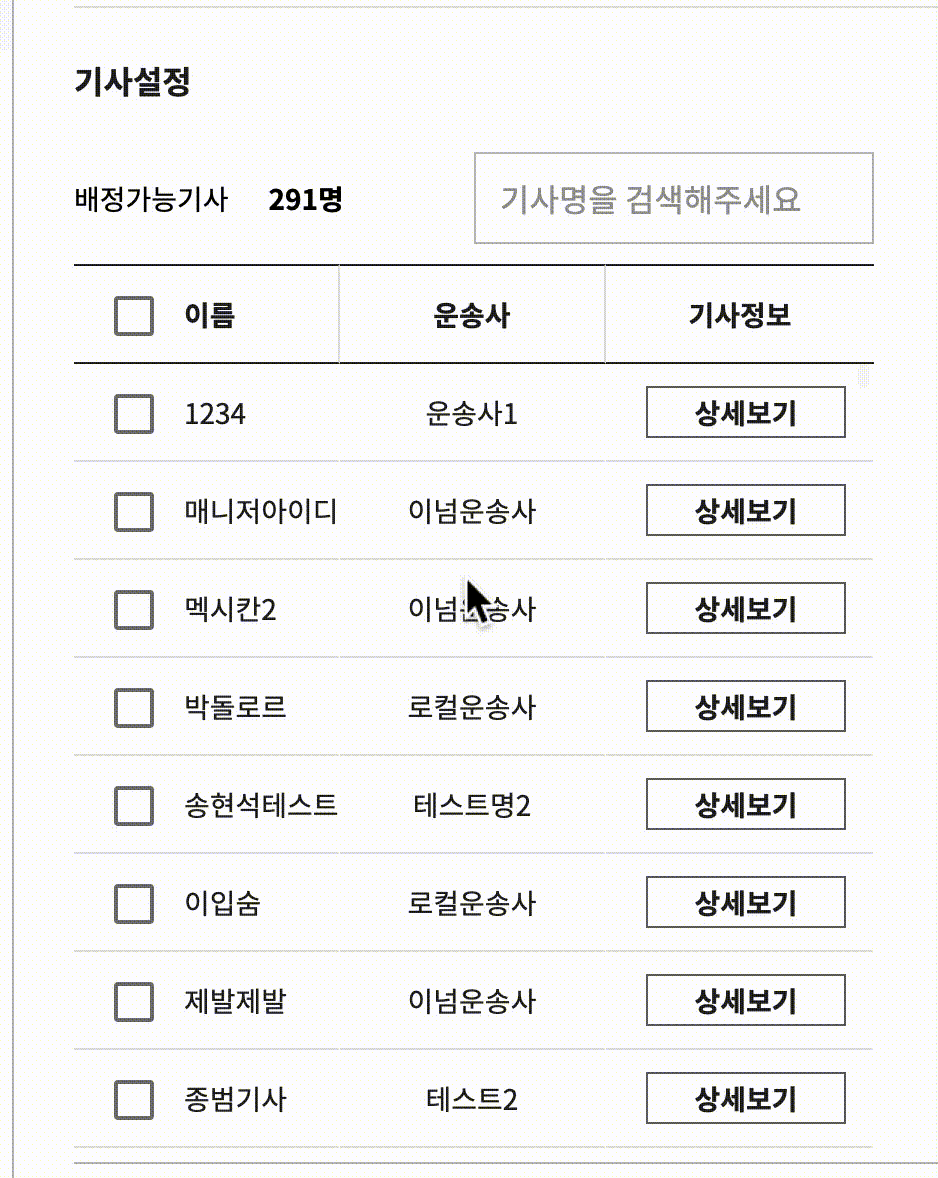 기사설정
배정가능기사 291명 기사명을 검색해주세요
이름 운송사 기사정보
1234 운송사1 상세보기
매니저아이디 이넘운송사 상세보기
멕시칸2 이넘운송사 상세보기
박돌로르 로컬운송사 상세보기
송현석테스트 테스트명2 상세보기
이입숨 로컬운송사 상세보기
제발제발 이넘운송사 상세보기
종범기사 테스트2 상세보기